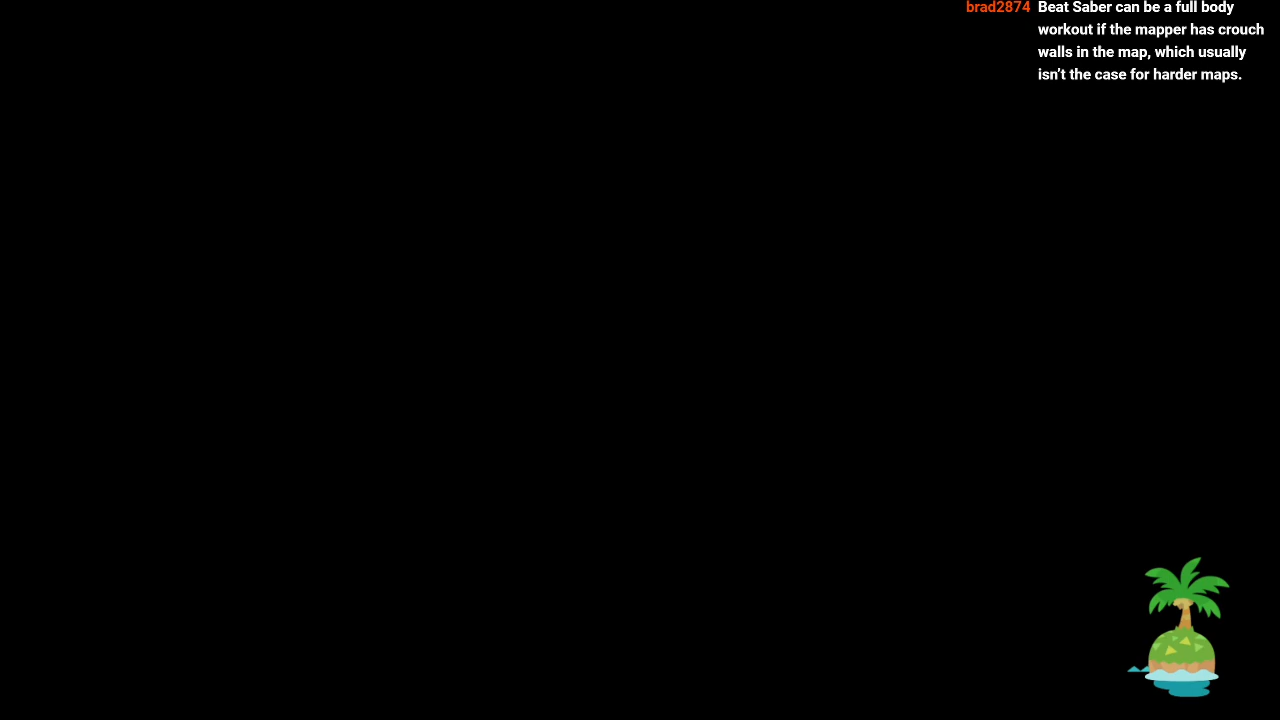 brad2874 Beat Saber can be a full body
workout if the mapper has crouch
walls in the map, which usually
isn't the case for harder maps.